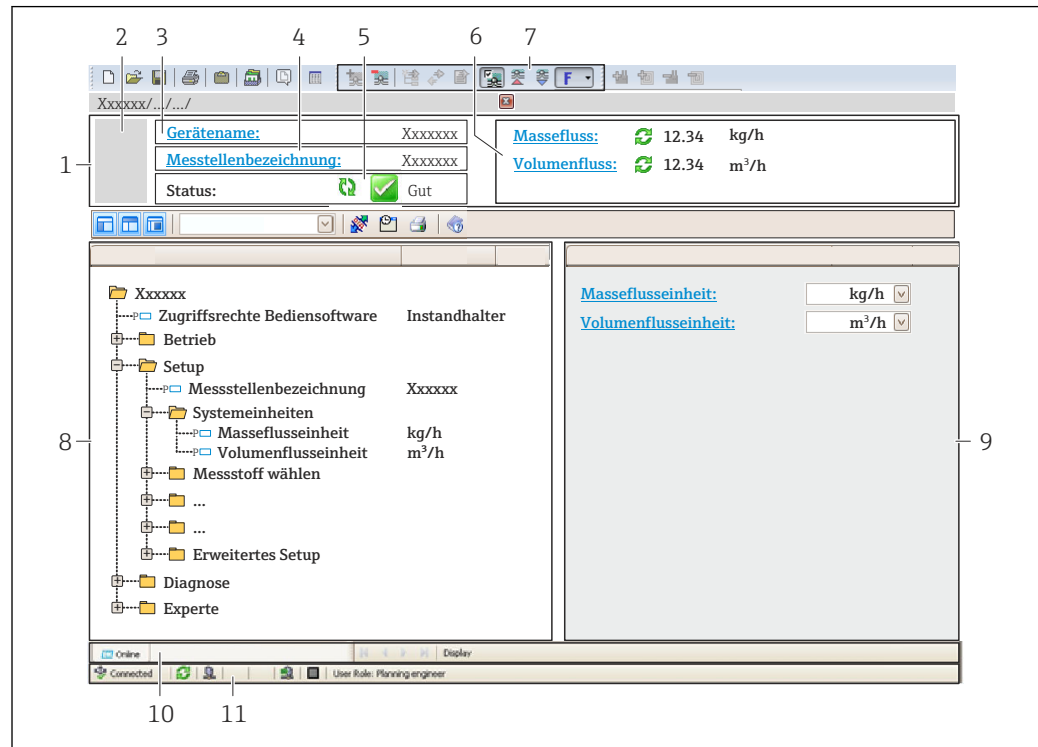 2 3 4 5 6 7
F
Xxxxxx/.../.../
1
Gerätename: Xxxxxxx
Messtellenbezeichnung: Xxxxxxx
Status: Gut
Massefluss: 12.34 kg/h
Volumenfluss: 12.34 m³/h
Xxxxxx
P Zugriffsrechte Bediensoftware Instandhalter
Betrieb
Setup
P Messstellenbezeichnung Xxxxxx
Systemeinheiten
P Masseflusseinheit kg/h
P Volumenflusseinheit m³/h
Messstoff wählen
...
...
Erweitertes Setup
Diagnose
Experte
8
Masseflusseinheit: kg/h
Volumenflusseinheit: m³/h
9
Online Display
Connected User Role: Planning engineer
10 11